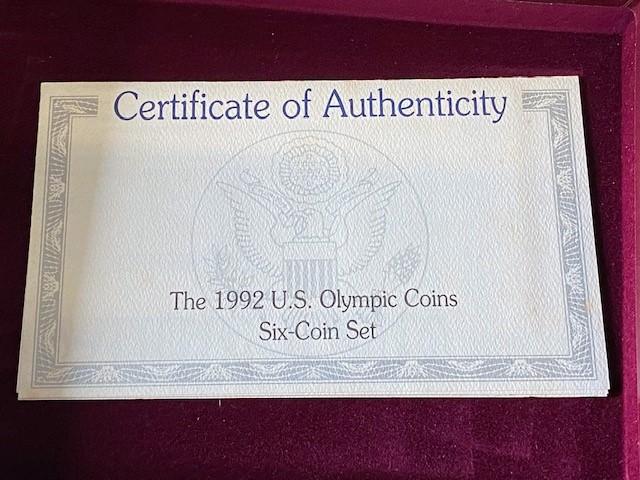 Certificate of Authenticity
The 1992 U.S. Olympic Coins
Six-Coin Set